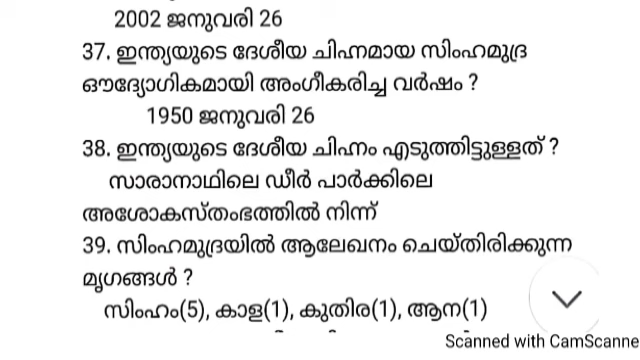 2002 ജനുവരി 26
37. ഇന്ത്യയുടെ ദേശീയ ചിഹ്നമായ സിംഹമുദ്ര
ഔദ്യോഗികമായി അംഗീകരിച്ച വർഷം ?
1950 ജനുവരി 26
38. ഇന്ത്യയുടെ ദേശീയ ചിഹ്നം എടുത്തിട്ടുള്ളത് ?
സാരാനാഥിലെ ഡീർ പാർക്കിലെ
അശോകസ്തംഭത്തിൽ നിന്ന്
39. സിംഹമുദ്രയിൽ ആലേഖനം ചെയ്തിരിക്കുന്ന
മൃഗങ്ങൾ ?
സിംഹം(5), കാള(1), കുതിര(1), ആന(1)
Scanned with CamScanne